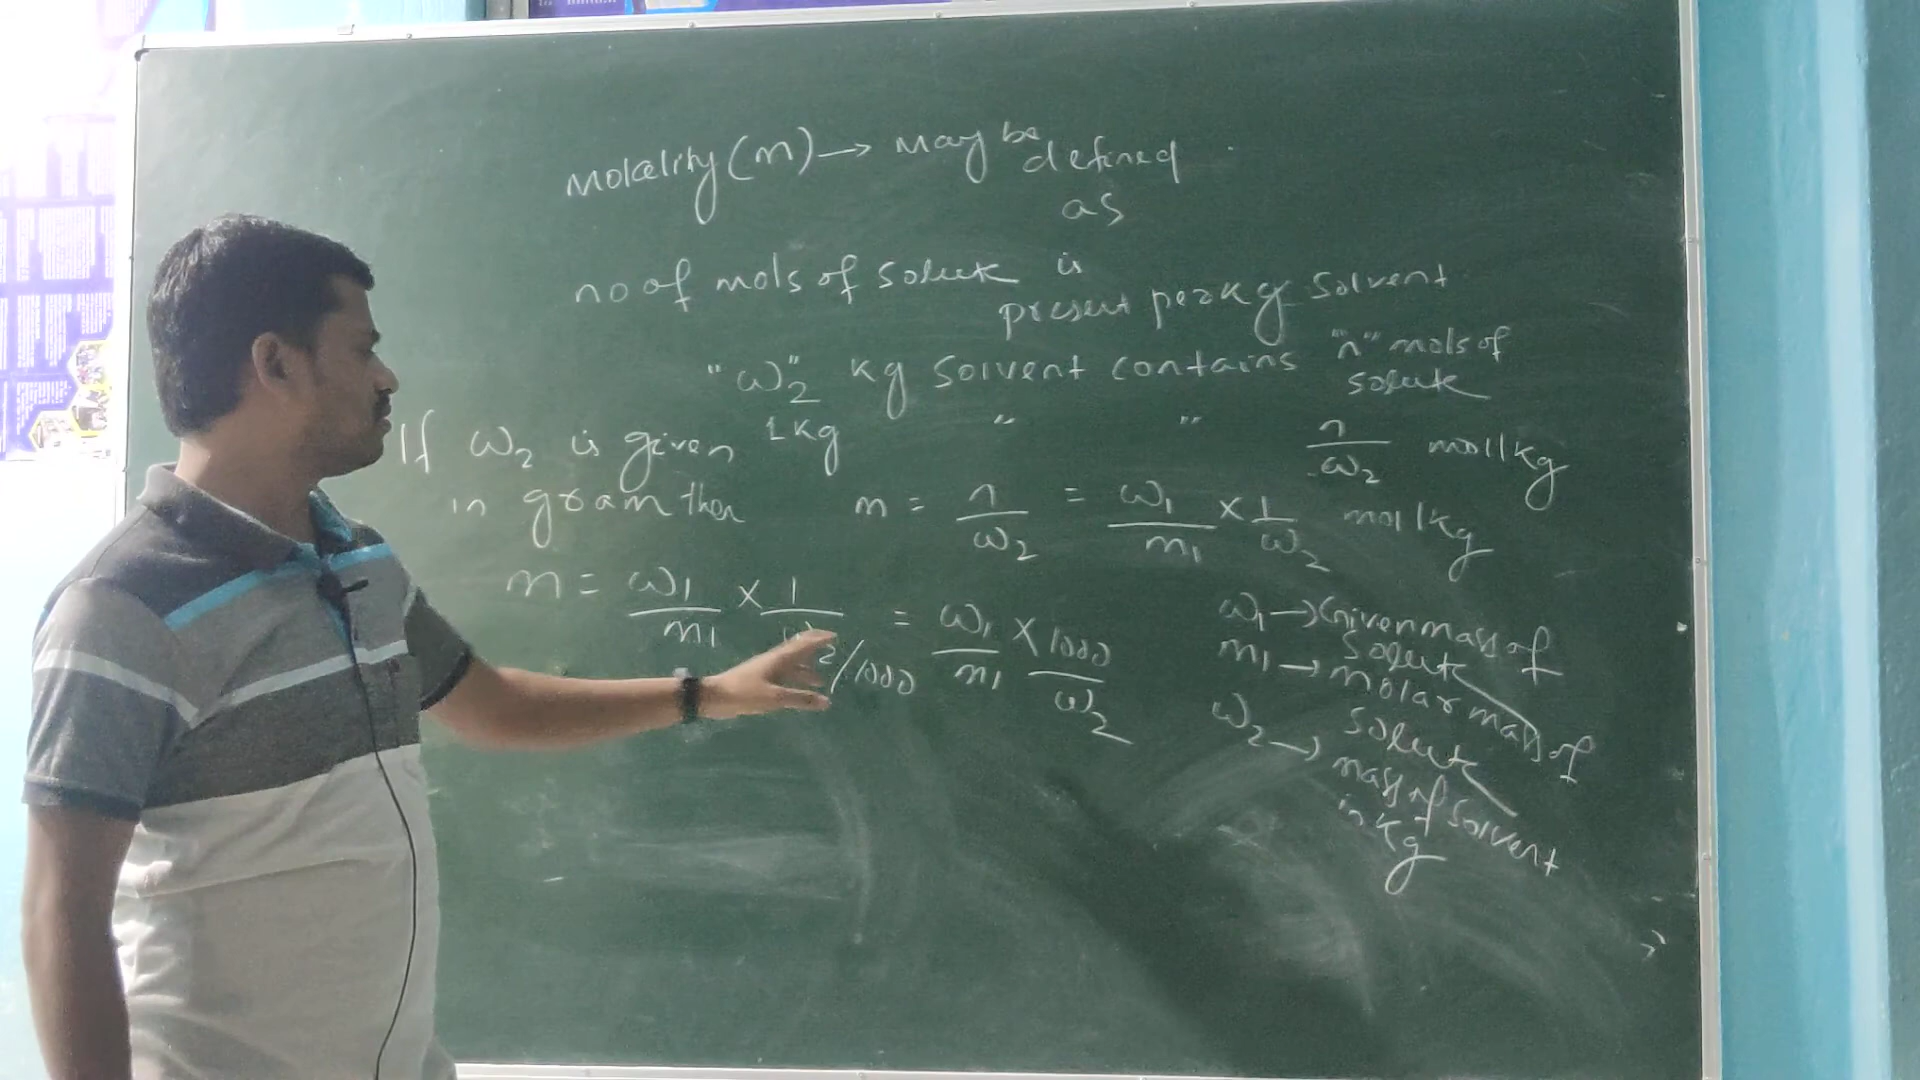 Molality (m) → may be defined
as
no of mols of solute is
present per kg solvent
"ω₂" kg solvent contains "n" mols of
solute
1 kg " " n/ω₂ mol/kg
If ω₂ is given
in gram then
m = n/ω₂ = ω₁/m₁ × 1/ω₂ mol/kg
m = ω₁/m₁ × 1/ω₂/1000 = ω₁/m₁ × 1000/ω₂
ω₁ → Given mass of
solute
m₁ → molar mass of
solute
ω₂ → mass of solvent
in kg